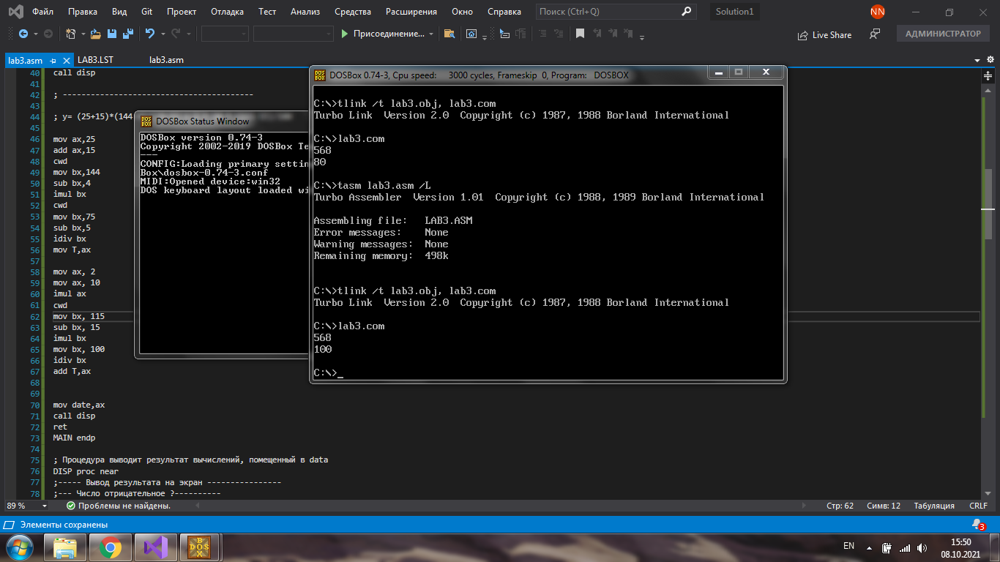 Файл Правка Вид Git Проект Отладка Тест Анализ Средства Расширения Окно Справка Поиск (Ctrl+Q) Solution1 NN
Присоединение... Live Share АДМИНИСТРАТОР
lab3.asm LAB3.LST lab3.asm
40 call disp
41
42 ; -----------------------------------------
43
44 ; y= (25+15)*(144
45
46 mov ax,25
47 add ax,15
48 cwd
49 mov bx,144
50 sub bx,4
51 imul bx
52 cwd
53 mov bx,75
54 sub bx,5
55 idiv bx
56 mov T,ax
57
58 mov ax, 2
59 mov ax, 10
60 imul ax
61 cwd
62 mov bx, 115
63 sub bx, 15
64 imul bx
65 mov bx, 100
66 idiv bx
67 add T,ax
68
69
70 mov date,ax
71 call disp
72 ret
73 MAIN endp
74
75 ; Процедура выводит результат вычислений, помещенный в data
76 DISP proc near
77 ;----- Вывод результата на экран ----------------
78 ;--- Число отрицательное ?----------
DOSBox Status Window
DOSBox version 0.74-3
Copyright 2002-2019 DOSBox Te
---
CONFIG:Loading primary settin
Box\dosbox-0.74-3.conf
MIDI:Opened device:win32
DOS keyboard layout loaded wi
DOSBox 0.74-3, Cpu speed: 3000 cycles, Frameskip 0, Program: DOSBOX
C:\>tlink /t lab3.obj, lab3.com
Turbo Link Version 2.0 Copyright (c) 1987, 1988 Borland International
C:\>lab3.com
568
80
C:\>tasm lab3.asm /L
Turbo Assembler Version 1.01 Copyright (c) 1988, 1989 Borland International
Assembling file: LAB3.ASM
Error messages: None
Warning messages: None
Remaining memory: 498k
C:\>tlink /t lab3.obj, lab3.com
Turbo Link Version 2.0 Copyright (c) 1987, 1988 Borland International
C:\>lab3.com
568
100
C:\>_
89 % Проблемы не найдены. Стр: 62 Симв: 12 Табуляция CRLF
Элементы сохранены 3
EN 15:50
08.10.2021